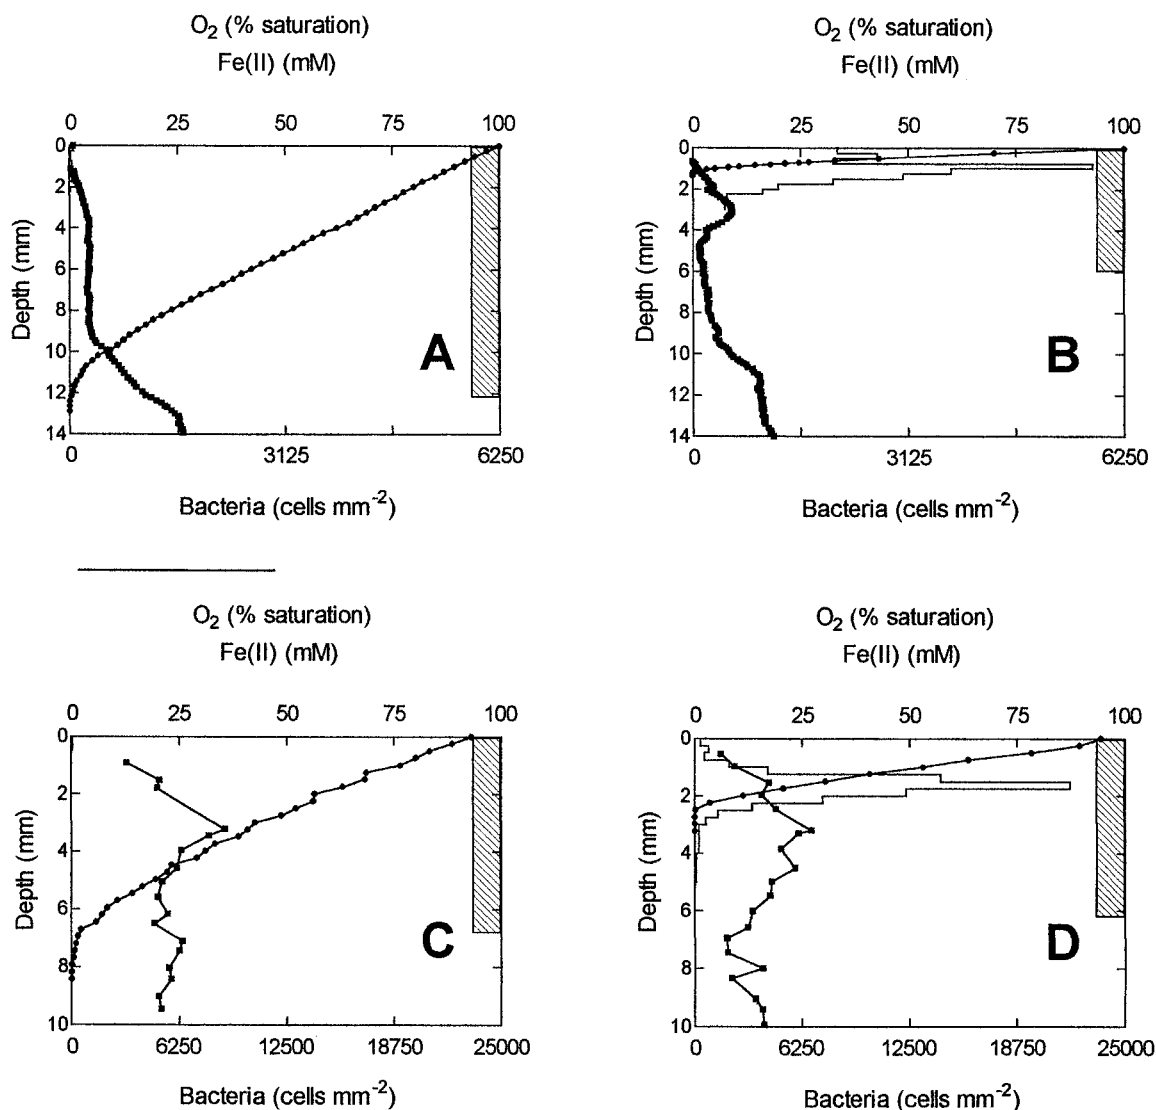 O2 (% saturation)
Fe(II) (mM)
0 25 50 75 100
Depth (mm)
0
2
4
6
8
10
12
14
A
0 3125 6250
Bacteria (cells mm-2)
O2 (% saturation)
Fe(II) (mM)
0 25 50 75 100
Depth (mm)
0
2
4
6
8
10
12
14
B
0 3125 6250
Bacteria (cells mm-2)
O2 (% saturation)
Fe(II) (mM)
0 25 50 75 100
Depth (mm)
0
2
4
6
8
10
C
0 6250 12500 18750 25000
Bacteria (cells mm-2)
O2 (% saturation)
Fe(II) (mM)
0 25 50 75 100
Depth (mm)
0
2
4
6
8
10
D
0 6250 12500 18750 25000
Bacteria (cells mm-2)